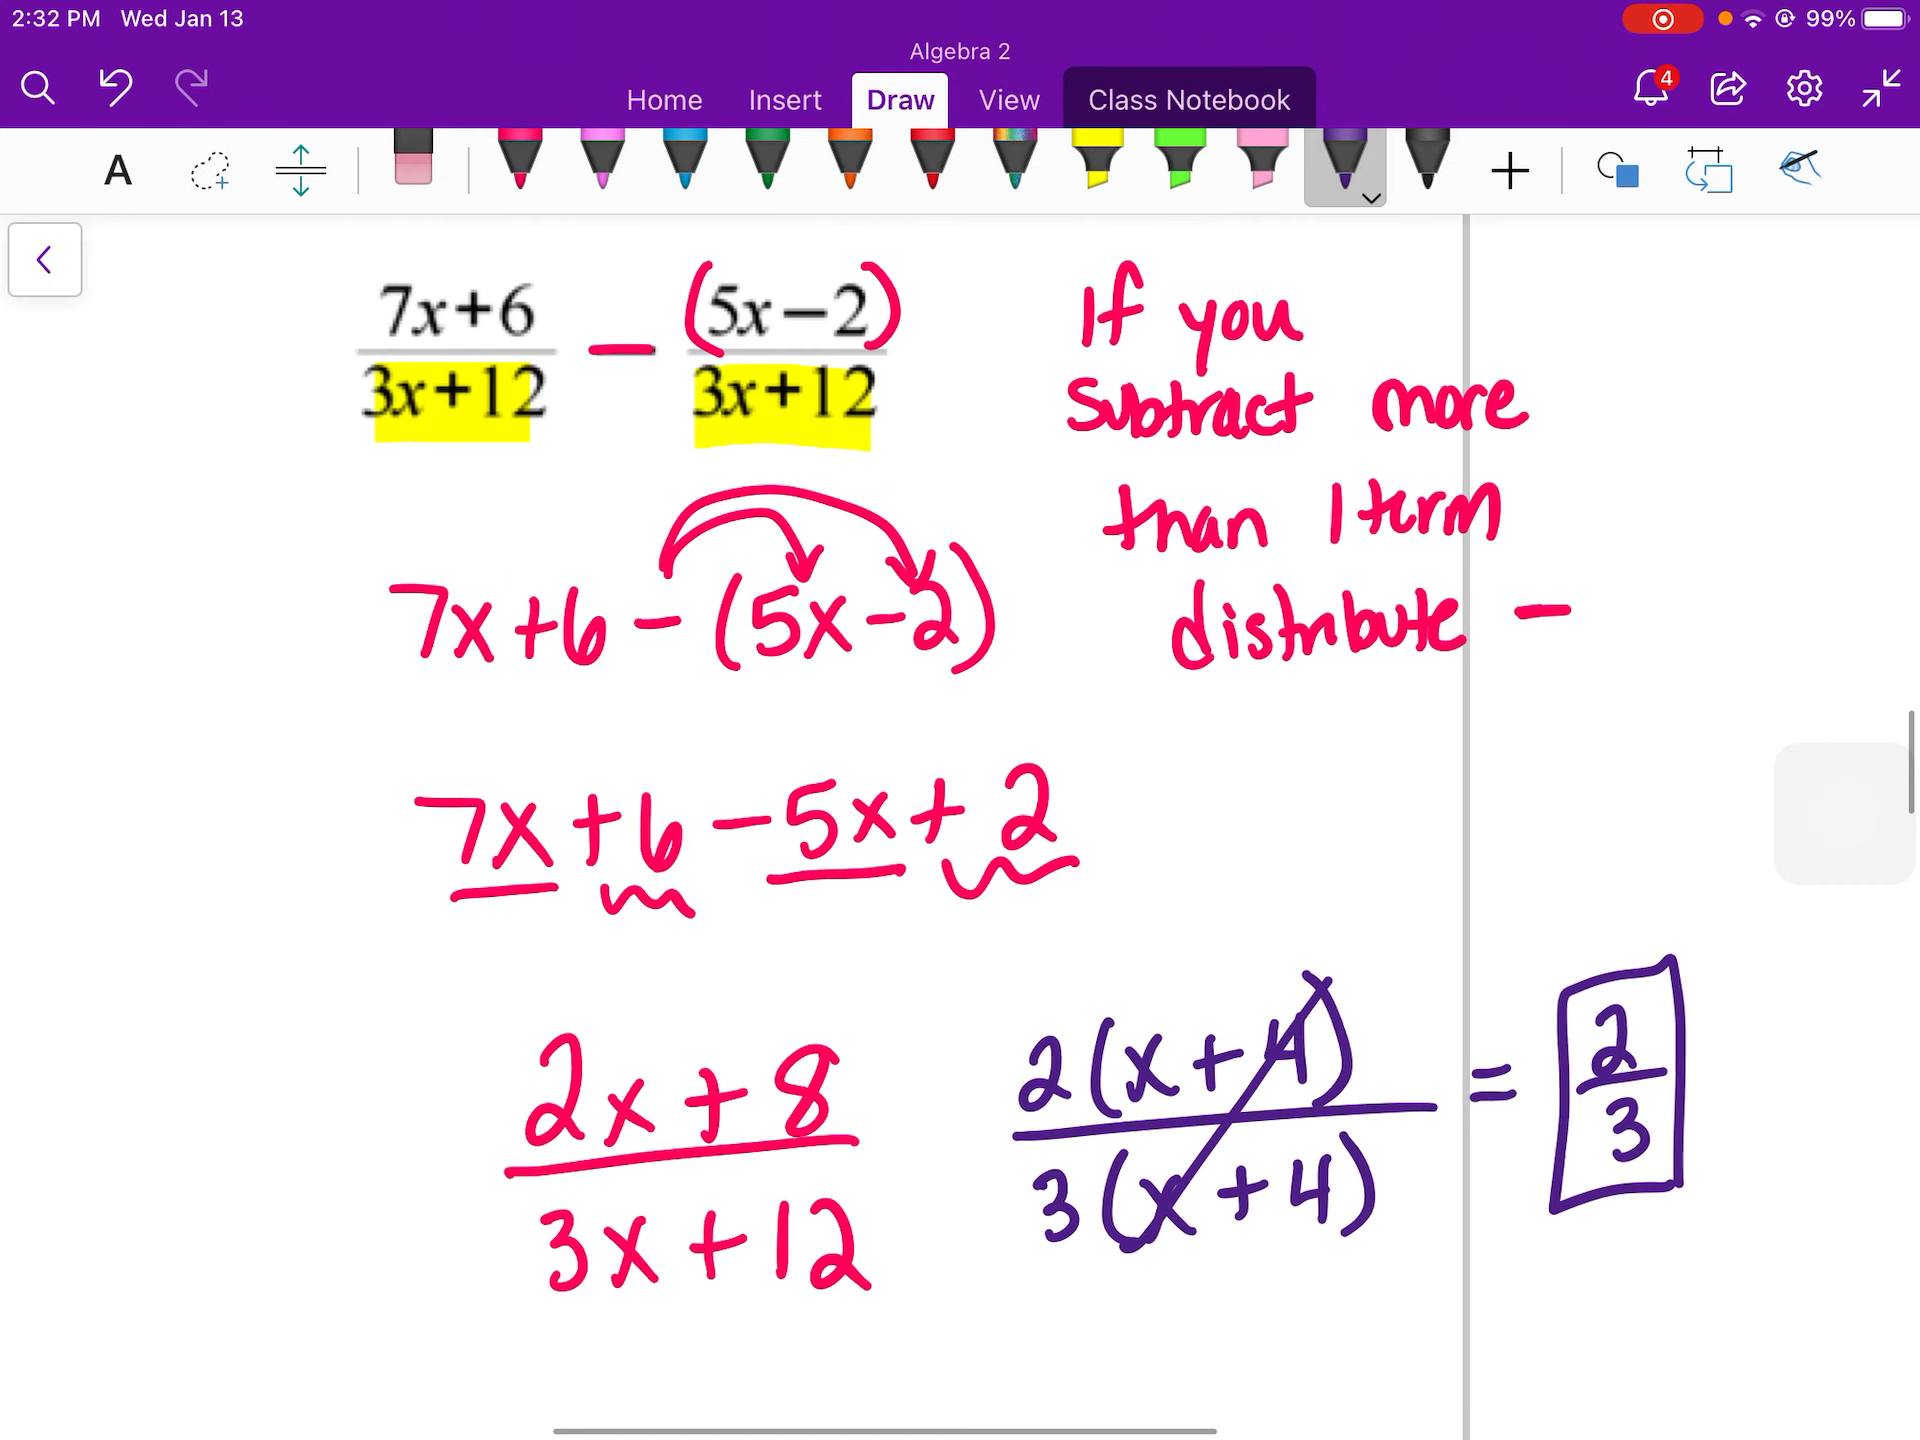 2:32 PM Wed Jan 13
99%
Algebra 2
Home Insert Draw View Class Notebook
4
A
7x+6 — (5x−2)
3x+12 3x+12
If you
subtract more
than 1 term
distribute —
7x+6 − (5x−2)
7x + 6 − 5x + 2
2x + 8
3x + 12
2(x+4)
3(x+4)
=
2
3